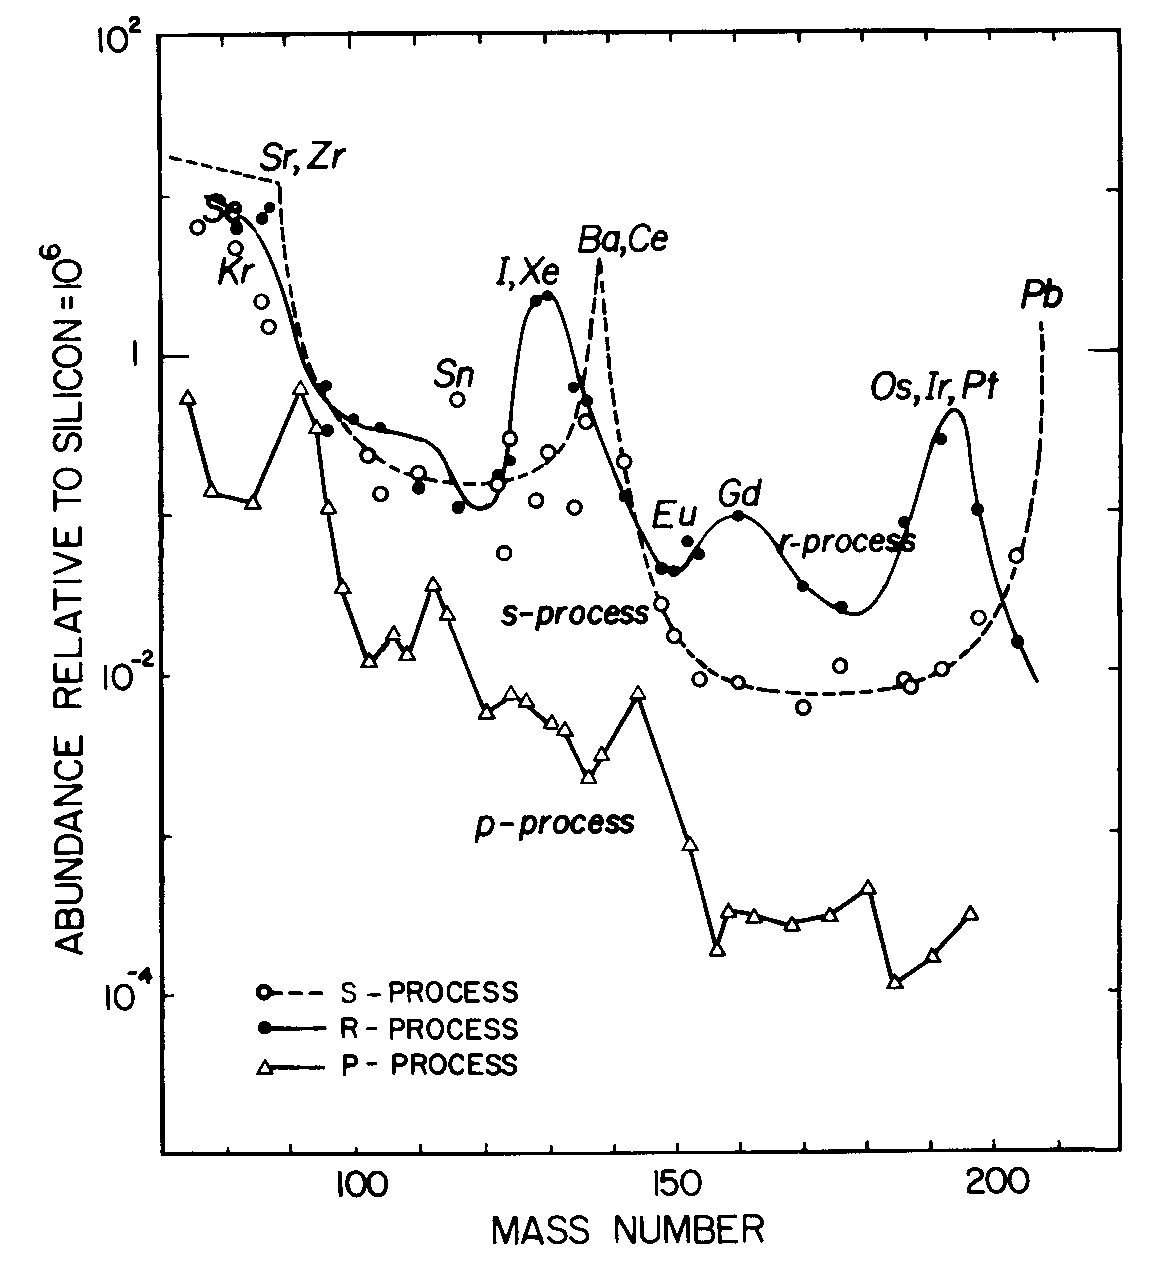 10²
Sr, Zr
Se
Kr
Ba, Ce
I, Xe
Pb
1
Sn
Os, Ir, Pt
Eu
Gd
r-process
s-process
10⁻²
p-process
10⁻⁴
S - PROCESS
R - PROCESS
P - PROCESS
100
150
200
MASS NUMBER
ABUNDANCE RELATIVE TO SILICON = 10⁶